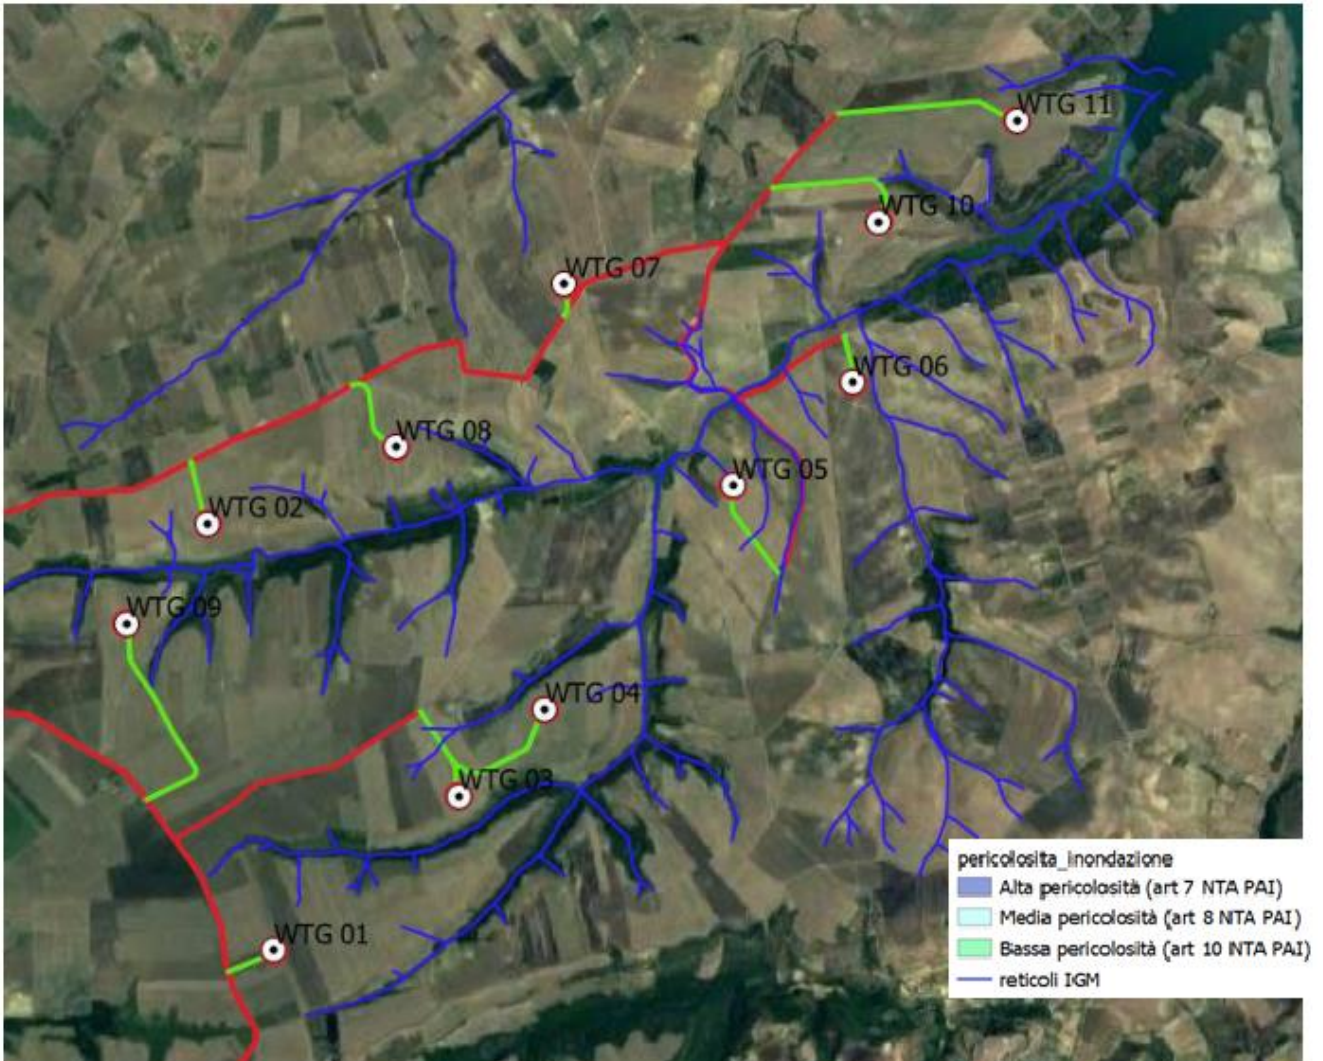 WTG 11
WTG 10
WTG 07
WTG 06
WTG 08
WTG 05
WTG 02
WTG 09
WTG 04
WTG 03
WTG 01
pericolosita_inondazione
Alta pericolosità (art 7 NTA PAI)
Media pericolosità (art 8 NTA PAI)
Bassa pericolosità (art 10 NTA PAI)
reticoli IGM